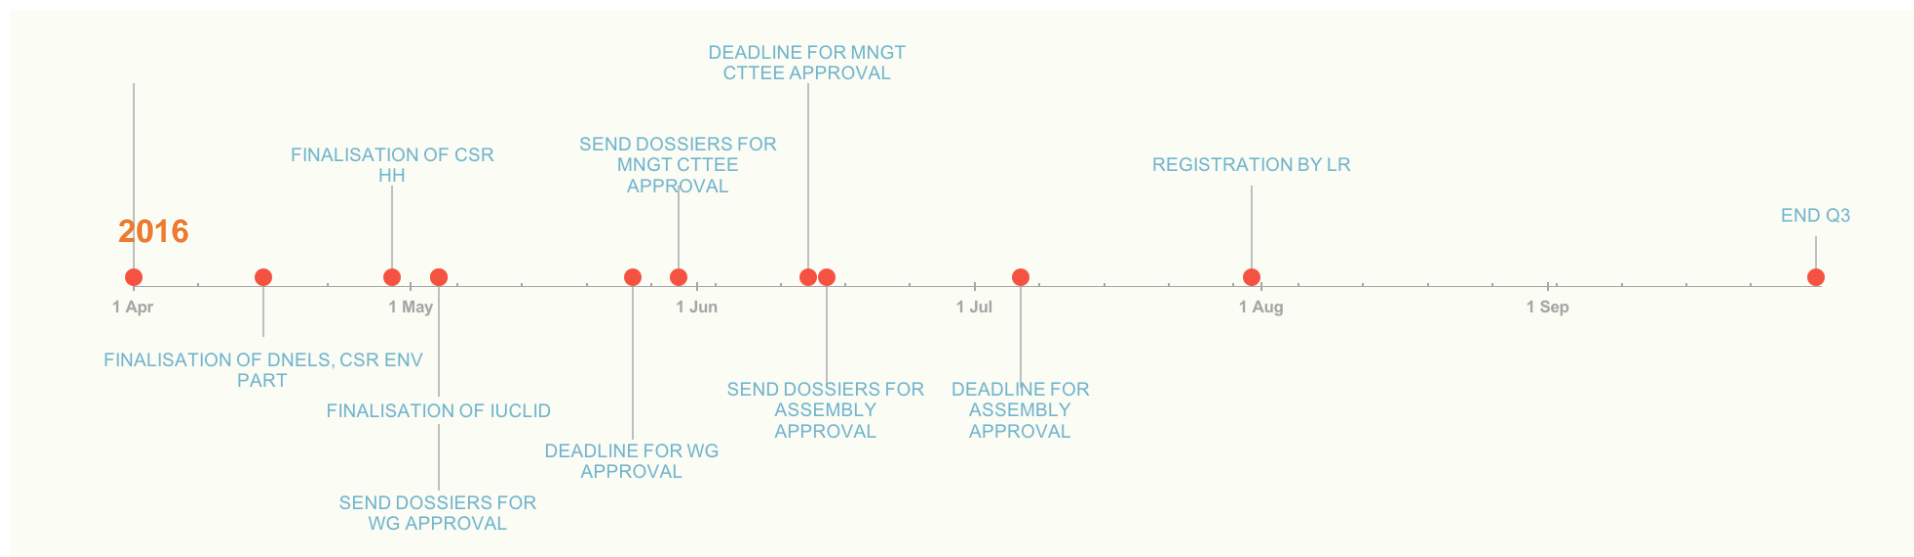 DEADLINE FOR MNGT
CTTEE APPROVAL
SEND DOSSIERS FOR
MNGT CTTEE
APPROVAL
FINALISATION OF CSR
HH
REGISTRATION BY LR
END Q3
2016
1 Apr
1 May
1 Jun
1 Jul
1 Aug
1 Sep
FINALISATION OF DNELS, CSR ENV
PART
FINALISATION OF IUCLID
SEND DOSSIERS FOR
WG APPROVAL
DEADLINE FOR WG
APPROVAL
SEND DOSSIERS FOR
ASSEMBLY
APPROVAL
DEADLINE FOR
ASSEMBLY
APPROVAL